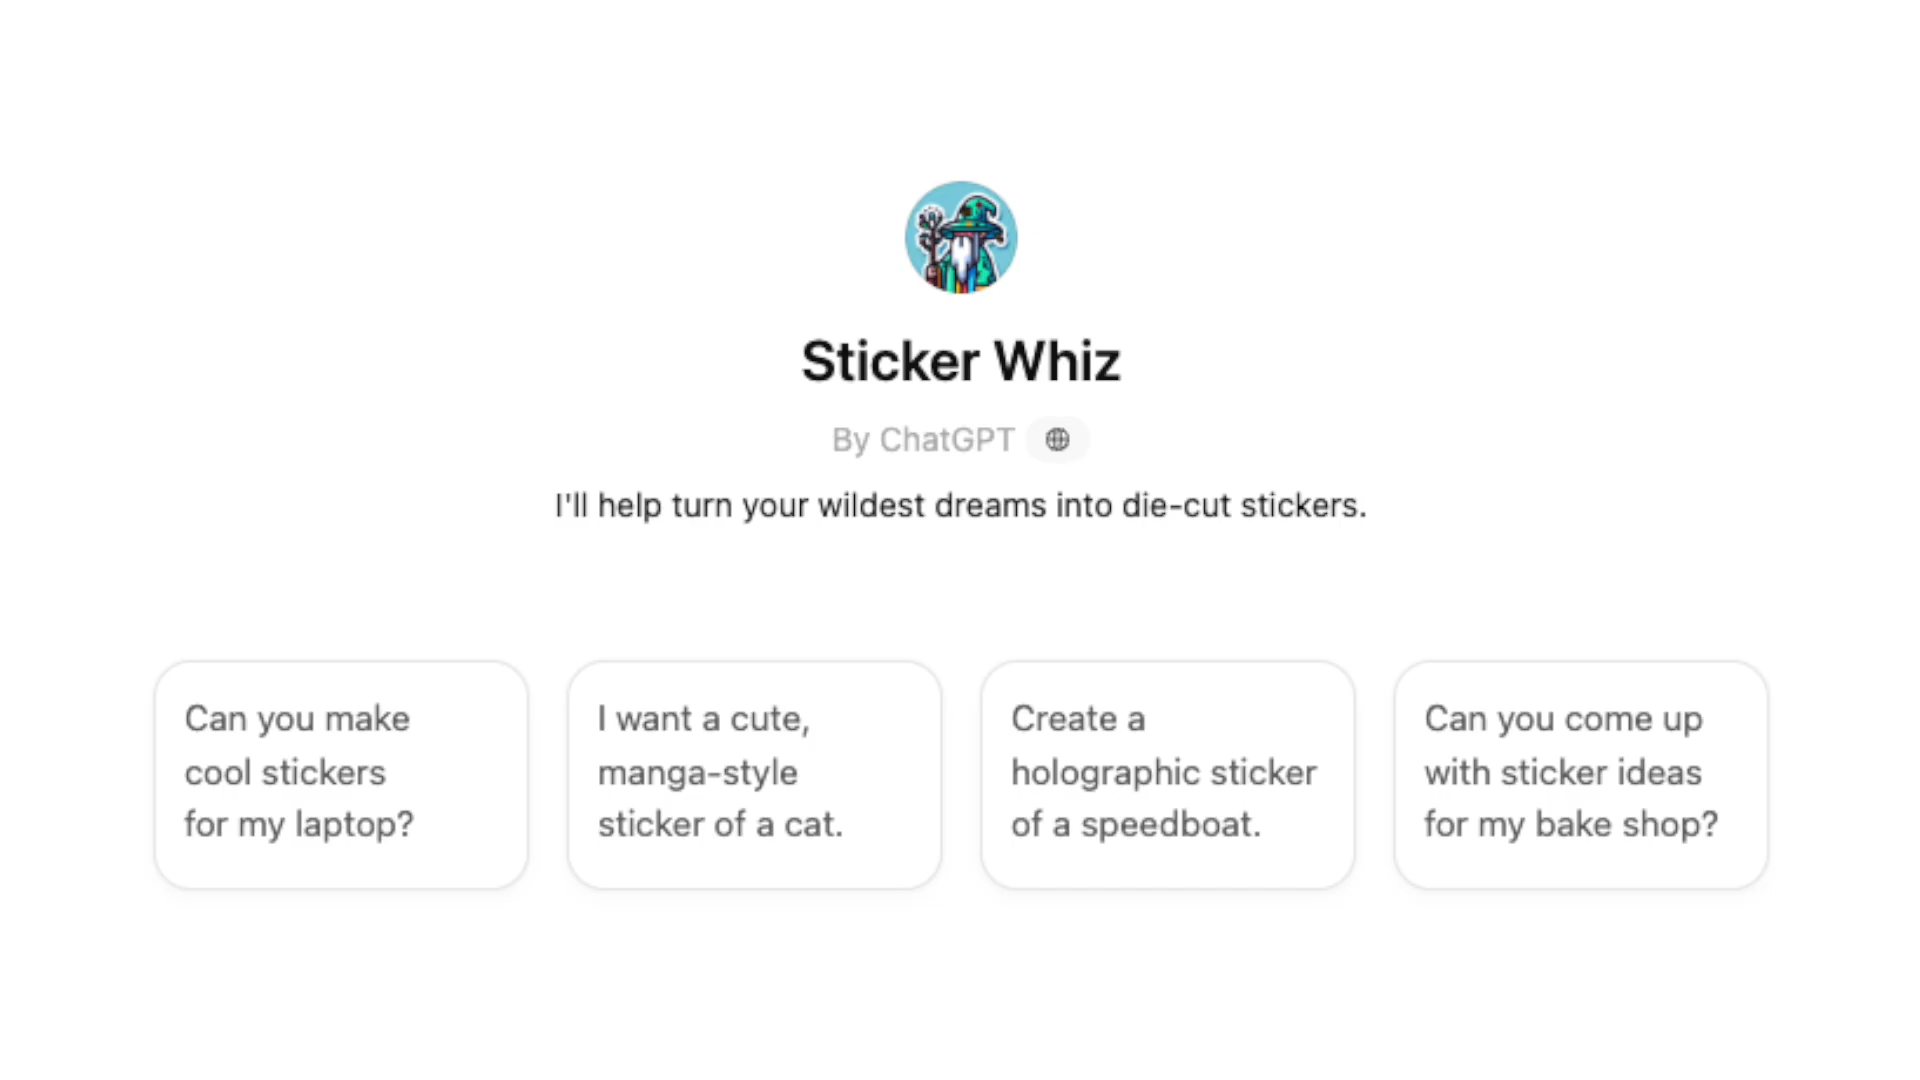 Sticker Whiz
By ChatGPT
I'll help turn your wildest dreams into die-cut stickers.
Can you make
cool stickers
for my laptop?
I want a cute,
manga-style
sticker of a cat.
Create a
holographic sticker
of a speedboat.
Can you come up
with sticker ideas
for my bake shop?